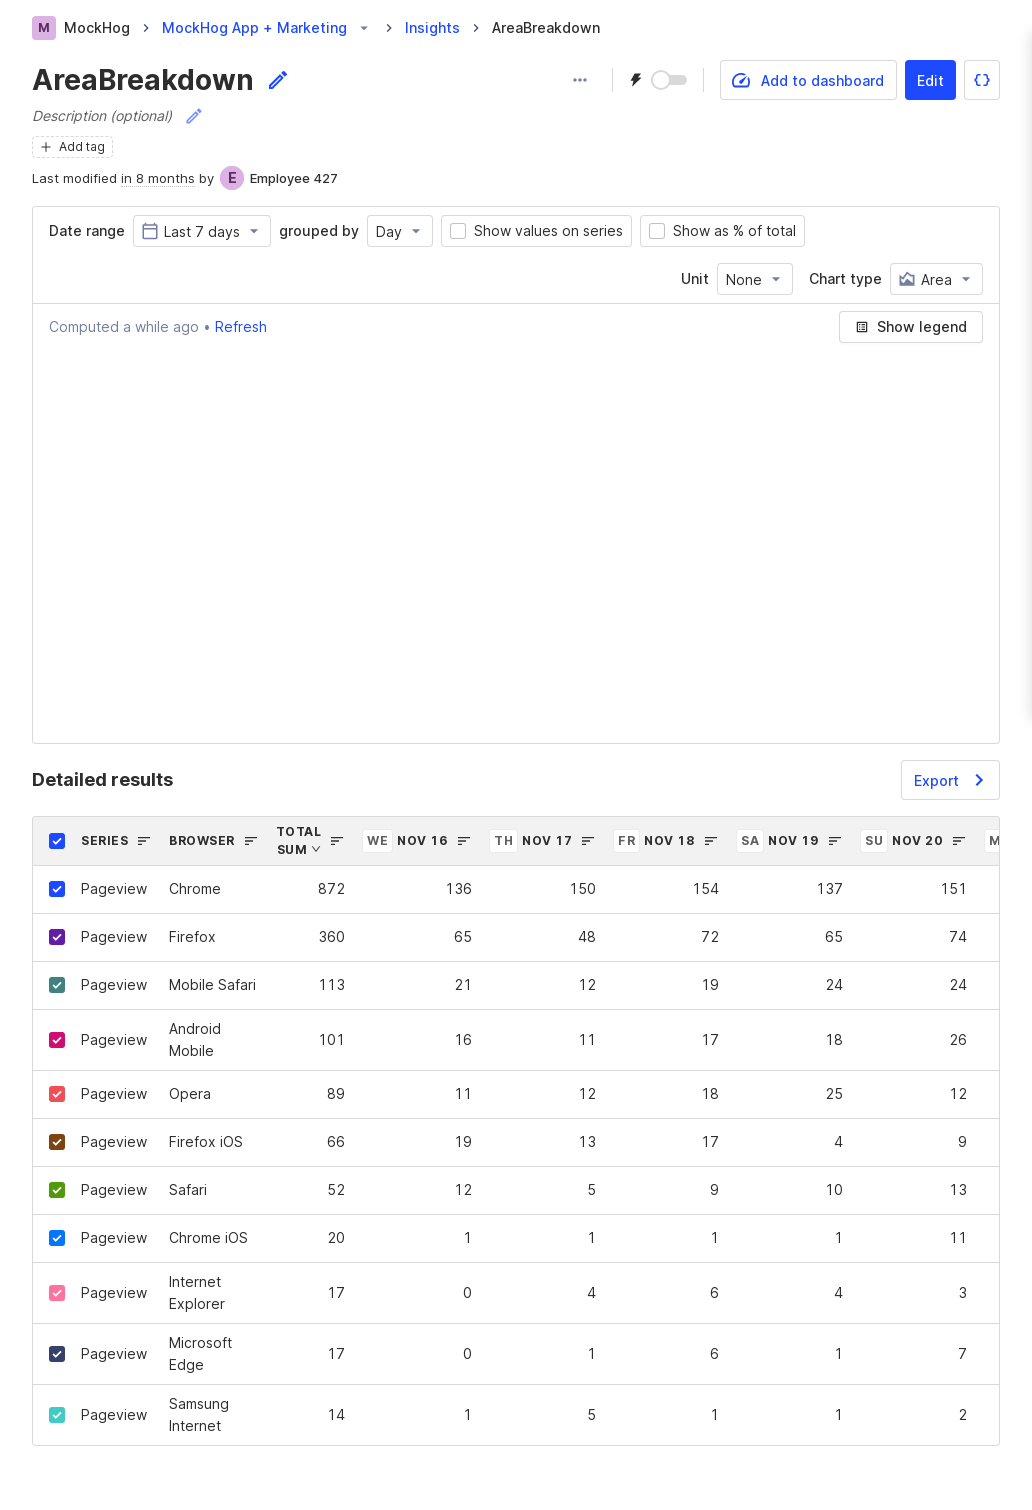 M MockHog MockHog App + Marketing Insights AreaBreakdown
AreaBreakdown Add to dashboard Edit {}
Description (optional)
+ Add tag
Last modified in 8 months by E Employee 427
Date range Last 7 days grouped by Day Show values on series Show as % of total
Unit None Chart type Area
Computed a while ago • Refresh Show legend
Detailed results Export
SERIES BROWSER TOTAL SUM WE NOV 16 TH NOV 17 FR NOV 18 SA NOV 19 SU NOV 20 M
Pageview Chrome 872 136 150 154 137 151
Pageview Firefox 360 65 48 72 65 74
Pageview Mobile Safari 113 21 12 19 24 24
Pageview Android Mobile 101 16 11 17 18 26
Pageview Opera 89 11 12 18 25 12
Pageview Firefox iOS 66 19 13 17 4 9
Pageview Safari 52 12 5 9 10 13
Pageview Chrome iOS 20 1 1 1 1 11
Pageview Internet Explorer 17 0 4 6 4 3
Pageview Microsoft Edge 17 0 1 6 1 7
Pageview Samsung Internet 14 1 5 1 1 2